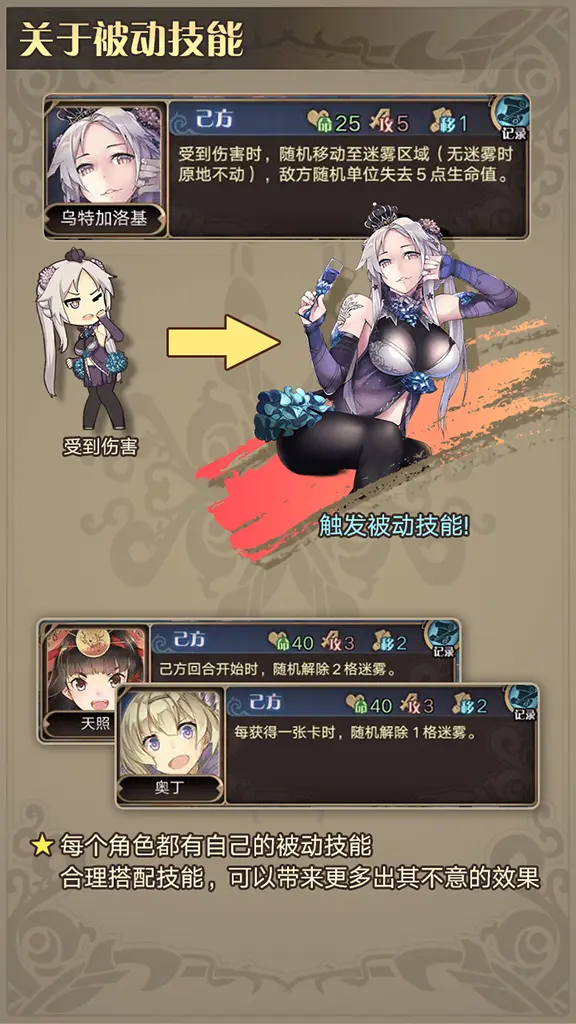 关于被动技能
己方 命25 攻5 移1
记录
受到伤害时，随机移动至迷雾区域（无迷雾时
原地不动），敌方随机单位失去5点生命值。
乌特加洛基
受到伤害
触发被动技能!
己方 命40 攻3 移2
记录
己方回合开始时，随机解除2格迷雾。
天照
己方 命40 攻3 移2
记录
每获得一张卡时，随机解除1格迷雾。
奥丁
★每个角色都有自己的被动技能
合理搭配技能，可以带来更多出其不意的效果